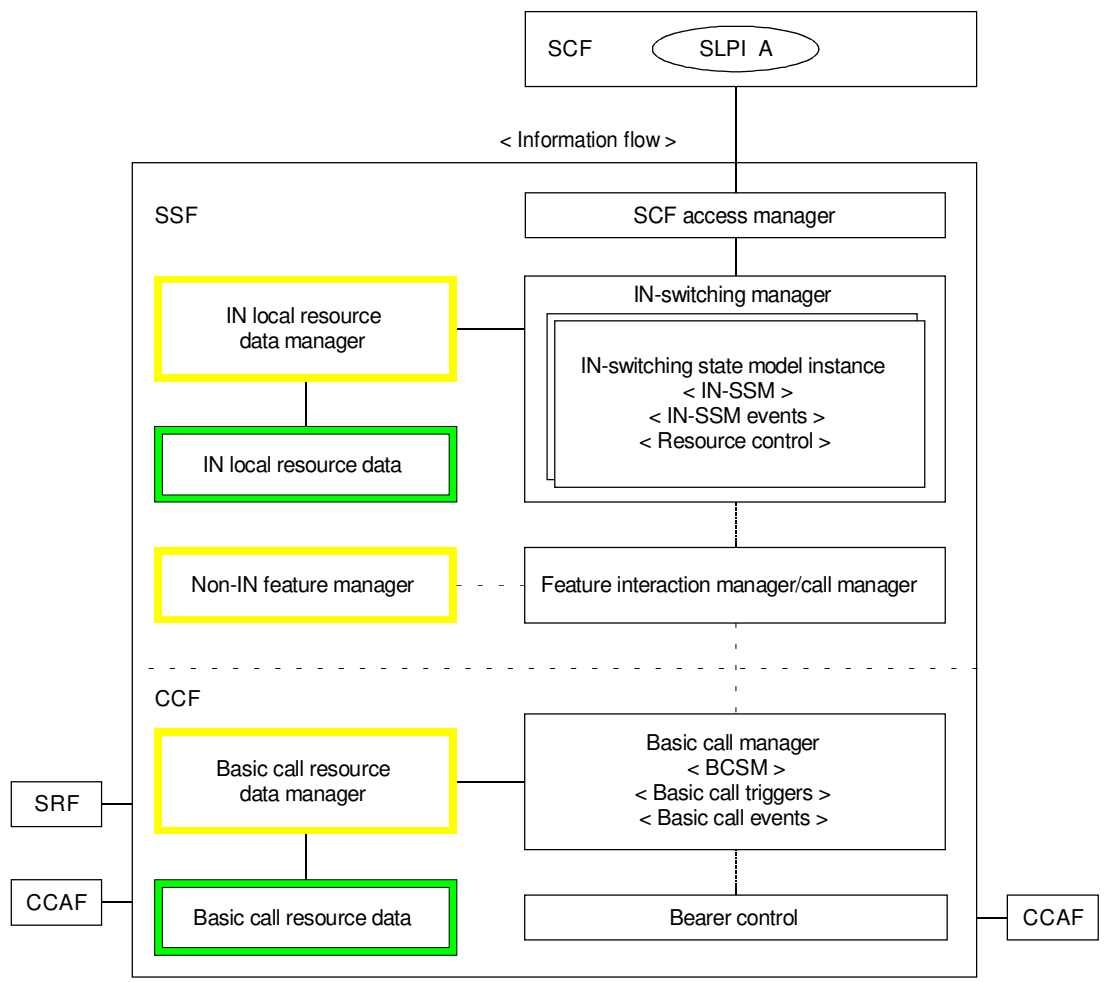 SCF
SLPI A
< Information flow >
SSF
SCF access manager
IN local resource
data manager
IN-switching manager
IN-switching state model instance
< IN-SSM >
< IN-SSM events >
< Resource control >
IN local resource data
Non-IN feature manager
Feature interaction manager/call manager
CCF
Basic call resource
data manager
Basic call manager
< BCSM >
< Basic call triggers >
< Basic call events >
SRF
CCAF
Basic call resource data
Bearer control
CCAF